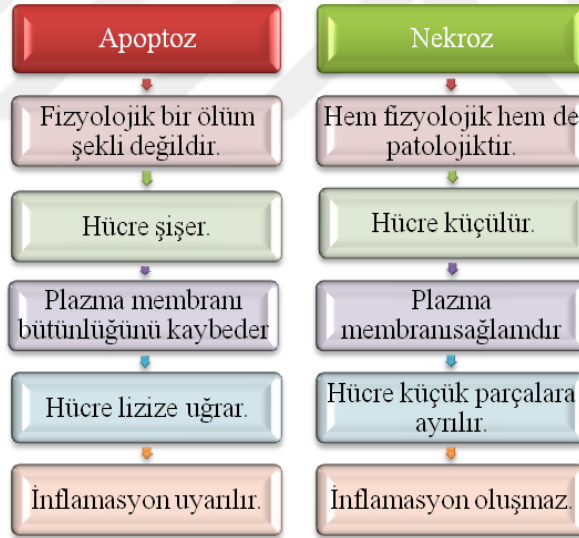 Apoptoz
Fizyolojik bir ölüm
şekli değildir.
Hücre şişer.
Plazma membranı
bütünlüğünü kaybeder
Hücre lizize uğrar.
İnflamasyon uyarılır.
Nekroz
Hem fizyolojik hem de
patolojiktir.
Hücre küçülür.
Plazma
membranısağlamdır
Hücre küçük parçalara
ayrılır.
İnflamasyon oluşmaz.